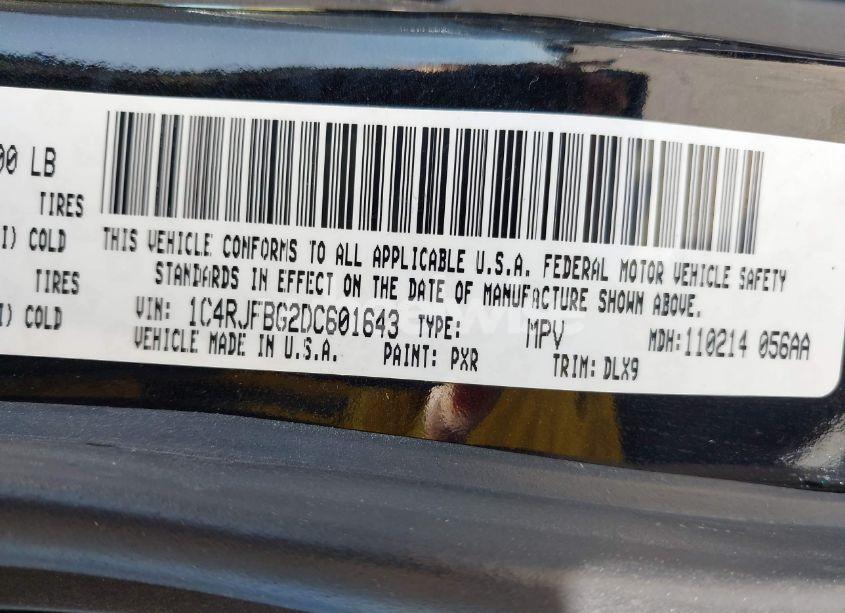 00 LB
TIRES
I) COLD
TIRES
I) COLD
THIS VEHICLE CONFORMS TO ALL APPLICABLE U.S.A. FEDERAL MOTOR VEHICLE SAFETY
STANDARDS IN EFFECT ON THE DATE OF MANUFACTURE SHOWN ABOVE.
VIN: 1C4RJFBG2DC601643 TYPE: MPV MDH:110214 056AA
VEHICLE MADE IN U.S.A. PAINT: PXR TRIM: DLX9